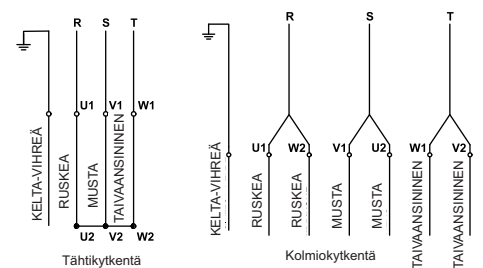 R S T
U1 V1 W1
KELTA-VIHREÄ
RUSKEA
MUSTA
TAIVAANSININEN
U2 V2 W2
Tähtikytkentä
R S T
U1 W2 V1 U2 W1 V2
KELTA-VIHREÄ
RUSKEA
RUSKEA
MUSTA
MUSTA
TAIVAANSININEN
TAIVAANSININEN
Kolmiokytkentä